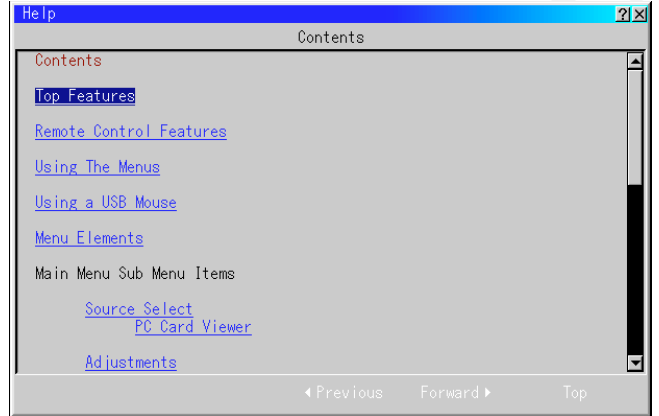 Help
Contents
Contents
Top Features
Remote Control Features
Using The Menus
Using a USB Mouse
Menu Elements
Main Menu Sub Menu Items
Source Select
PC Card Viewer
Adjustments
Previous Forward Top